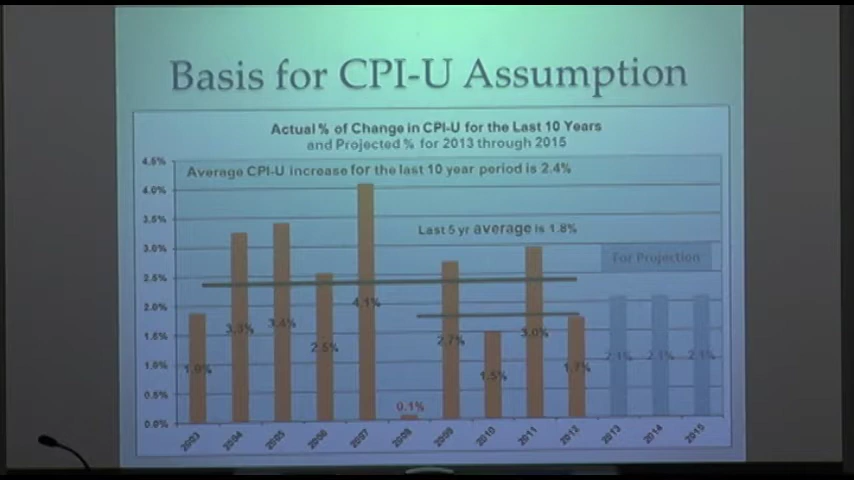 Basis for CPI-U Assumption
Actual % of Change in CPI-U for the Last 10 Years
and Projected % for 2013 through 2015
Average CPI-U increase for the last 10 year period is 2.4%
Last 5 yr average is 1.8%
For Projection
4.5%
4.0%
3.5%
3.0%
2.5%
2.0%
1.5%
1.0%
0.5%
0.0%
1.9% 3.3% 3.4% 2.5% 4.1% 0.1% 2.7% 1.5% 3.0% 1.7% 2.1% 2.1% 2.1%
2003 2004 2005 2006 2007 2008 2009 2010 2011 2012 2013 2014 2015